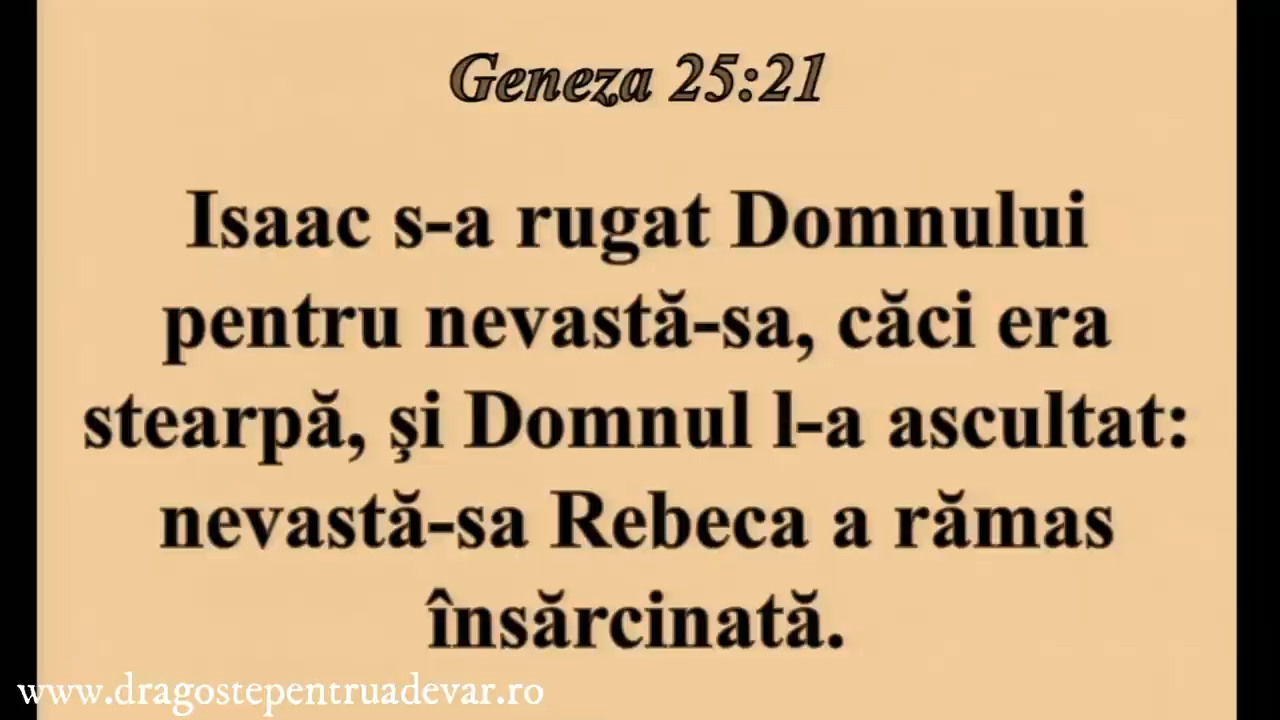 Geneza 25:21
Isaac s-a rugat Domnului
pentru nevastă-sa, căci era
stearpă, şi Domnul l-a ascultat:
nevastă-sa Rebeca a rămas
însărcinată.
www.dragostepentruadevar.ro